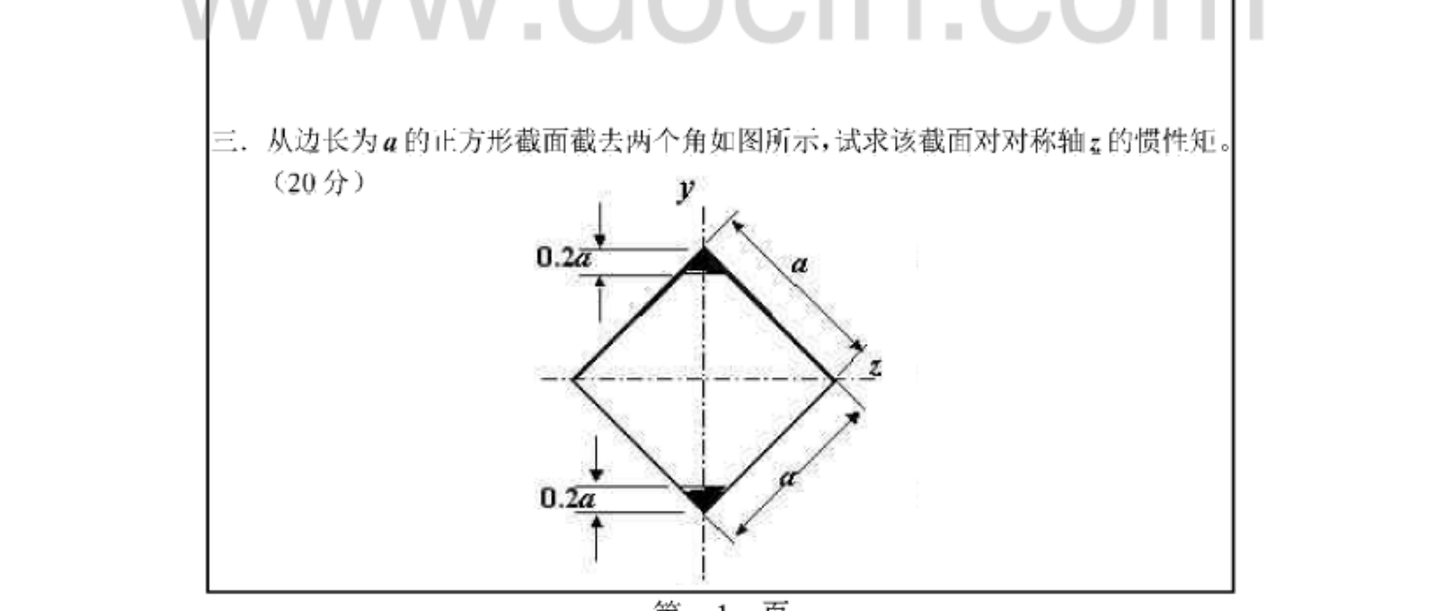 www.docin.com
三．从边长为a的正方形截面截去两个角如图所示，试求该截面对对称轴z的惯性矩。
（20分）
y
0.2a
a
z
a
0.2a
第 1 页